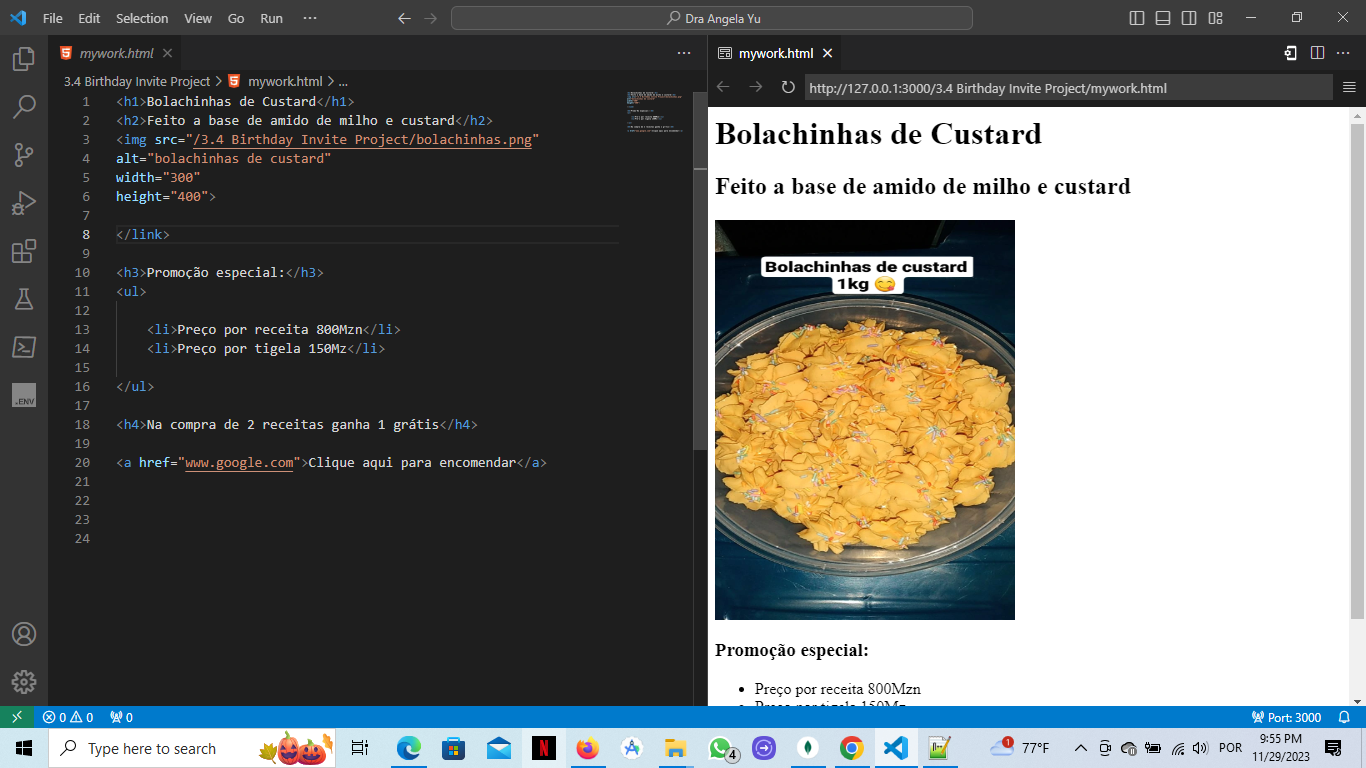 File Edit Selection View Go Run ··· Dra Angela Yu
mywork.html
3.4 Birthday Invite Project > mywork.html > ...
1 <h1>Bolachinhas de Custard</h1>
2 <h2>Feito a base de amido de milho e custard</h2>
3 <img src="/3.4 Birthday Invite Project/bolachinhas.png"
4 alt="bolachinhas de custard"
5 width="300"
6 height="400">
7
8 </link>
9
10 <h3>Promoção especial:</h3>
11 <ul>
12
13 <li>Preço por receita 800Mzn</li>
14 <li>Preço por tigela 150Mz</li>
15
16 </ul>
17
18 <h4>Na compra de 2 receitas ganha 1 grátis</h4>
19
20 <a href="www.google.com">Clique aqui para encomendar</a>
21
22
23
24
mywork.html
http://127.0.0.1:3000/3.4 Birthday Invite Project/mywork.html
Bolachinhas de Custard
Feito a base de amido de milho e custard
Bolachinhas de custard
1kg 😋
Promoção especial:
• Preço por receita 800Mzn
• Preço por tigela 150Mz
.ENV
0 0 0 Port: 3000
Type here to search
N
4
1
77°F
POR
9:55 PM
11/29/2023